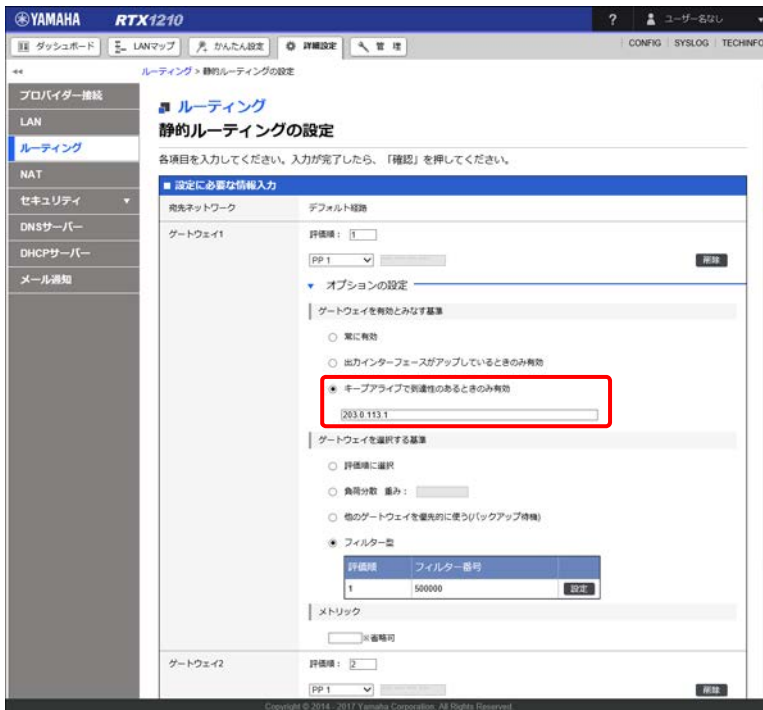 YAMAHA RTX1210 ? ユーザー名なし
ダッシュボード LANマップ かんたん設定 詳細設定 管 理 CONFIG SYSLOG TECHINFO
ルーティング > 静的ルーティングの設定
プロバイダー接続
LAN
ルーティング
NAT
セキュリティ
DNSサーバー
DHCPサーバー
メール通知
ルーティング
静的ルーティングの設定
各項目を入力してください。入力が完了したら、「確認」を押してください。
■ 設定に必要な情報入力
宛先ネットワーク デフォルト経路
ゲートウェイ1 評価順： 1
PP 1 削除
オプションの設定
ゲートウェイを有効とみなす基準
常に有効
出力インターフェースがアップしているときのみ有効
キープアライブで到達性のあるときのみ有効
203.0.113.1
ゲートウェイを選択する基準
評価順に選択
負荷分散 重み：
他のゲートウェイを優先的に使う(バックアップ待機)
フィルター型
評価順 フィルター番号
1 500000 設定
メトリック
※省略可
ゲートウェイ2 評価順： 2
PP 1 削除
Copyright © 2014 - 2017 Yamaha Corporation. All Rights Reserved.